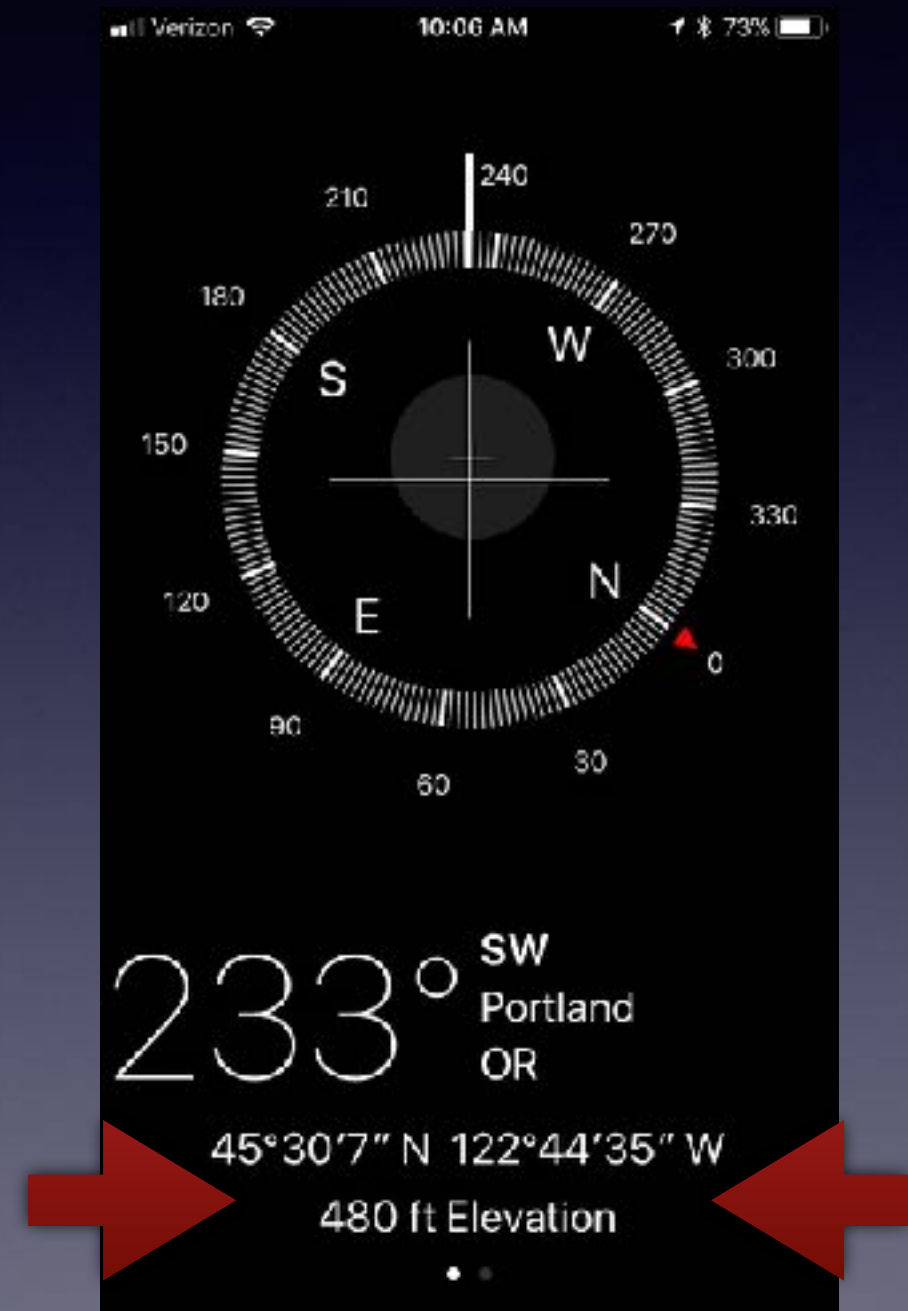 Verizon 10:06 AM 73%
240
210
270
180
S
W
300
150
330
120
E
N
0
90
60
30
233° SW
Portland
OR
45°30'7" N 122°44'35" W
480 ft Elevation